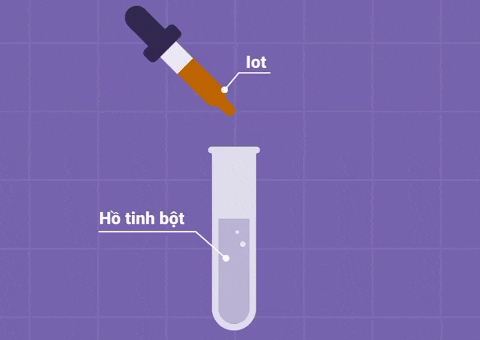 Iot
Hồ tinh bột